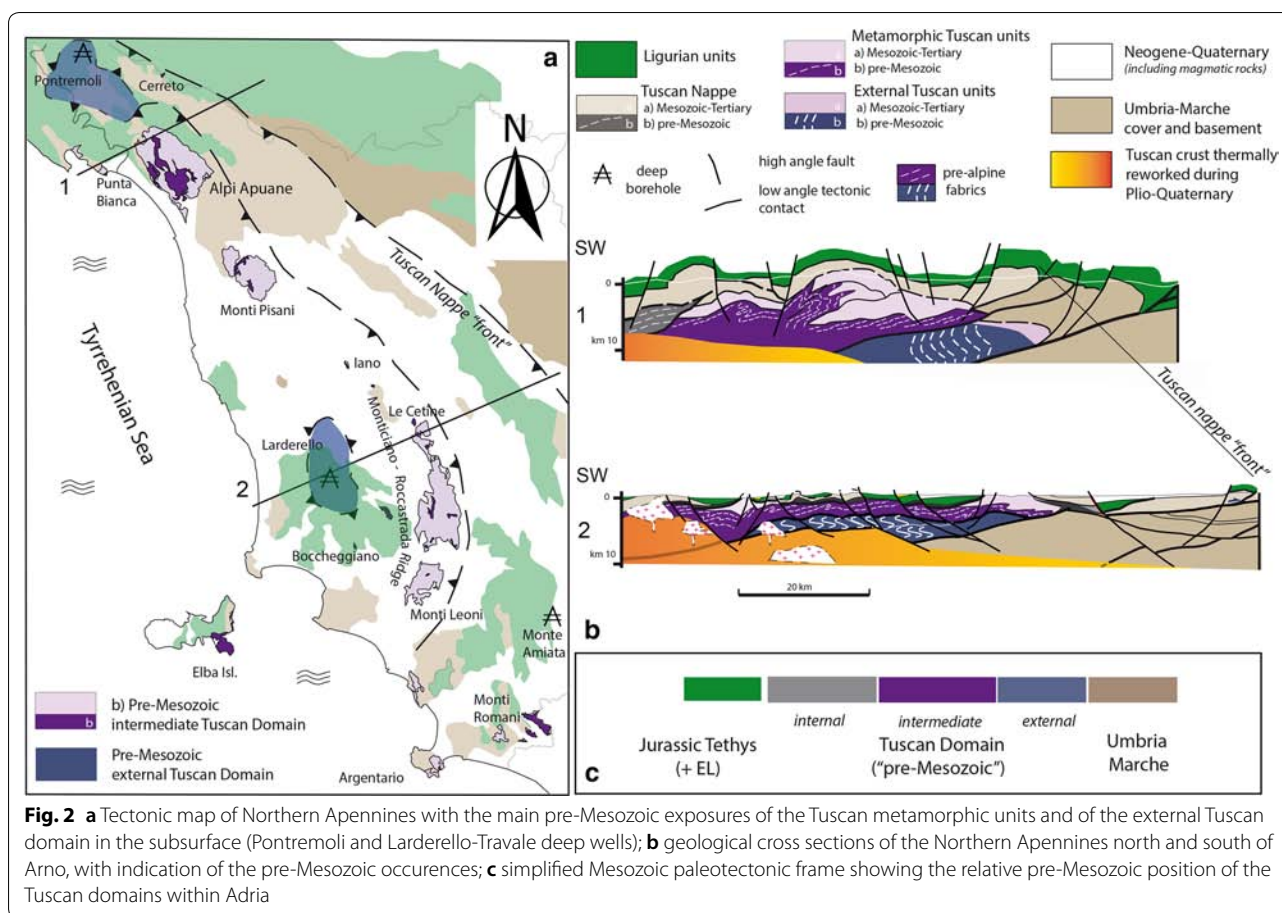 a
Pontremoli
Cerreto
1
Punta
Bianca
Alpi Apuane
N
Monti Pisani
Tuscan Nappe "front"
Tyrrehenian Sea
Iano
Le Cetine
Monticiano - Roccastrada Ridge
Larderello
2
Boccheggiano
Monti Leoni
Monte
Amiata
Elba Isl.
Monti
Romani
Argentario
b) Pre-Mesozoic
b
intermediate Tuscan Domain
Pre-Mesozoic
external Tuscan Domain
Ligurian units
Tuscan Nappe
a) Mesozoic-Tertiary
b) pre-Mesozoic
b
Metamorphic Tuscan units
a) Mesozoic-Tertiary
b) pre-Mesozoic
b
External Tuscan units
a) Mesozoic-Tertiary
b) pre-Mesozoic
b
Neogene-Quaternary
(including magmatic rocks)
Umbria-Marche
cover and basement
Tuscan crust thermally
reworked during
Plio-Quaternary
deep
borehole
high angle fault
low angle tectonic
contact
pre-alpine
fabrics
SW
0
1
km 10
Tuscan nappe "front"
SW
0
2
km 10
20 km
b
internal
intermediate
external
Jurassic Tethys
(+ EL)
Tuscan Domain
("pre-Mesozoic")
Umbria
Marche
c
Fig. 2 a Tectonic map of Northern Apennines with the main pre-Mesozoic exposures of the Tuscan metamorphic units and of the external Tuscan
domain in the subsurface (Pontremoli and Larderello-Travale deep wells); b geological cross sections of the Northern Apennines north and south of
Arno, with indication of the pre-Mesozoic occurences; c simplified Mesozoic paleotectonic frame showing the relative pre-Mesozoic position of the
Tuscan domains within Adria